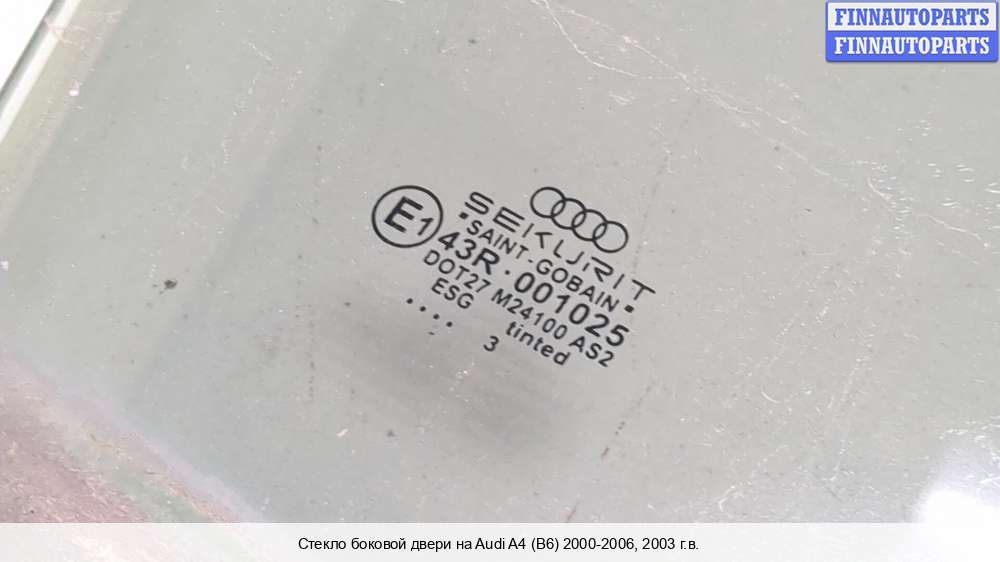 FINNAUTOPARTS
FINNAUTOPARTS
SEKURIT
SAINT-GOBAIN
E1
43R·001025
DOT27 M24100 AS2
ESG tinted
.... 3
Стекло боковой двери на Audi A4 (B6) 2000-2006, 2003 г.в.